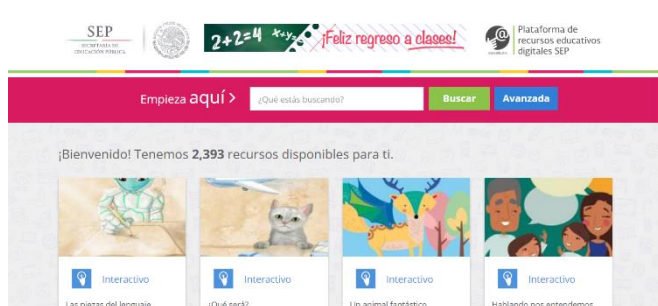 SEP
SECRETARÍA DE
EDUCACIÓN PÚBLICA
2+2=4
¡Feliz regreso a clases!
Plataforma de
recursos educativos
digitales SEP
Empieza aquí >
¿Qué estás buscando?
Buscar
Avanzada
¡Bienvenido! Tenemos 2,393 recursos disponibles para ti.
Interactivo
Interactivo
Interactivo
Interactivo
Las piezas del lenguaje
¿Qué será?
Un animal fantástico
Hablando nos entendemos